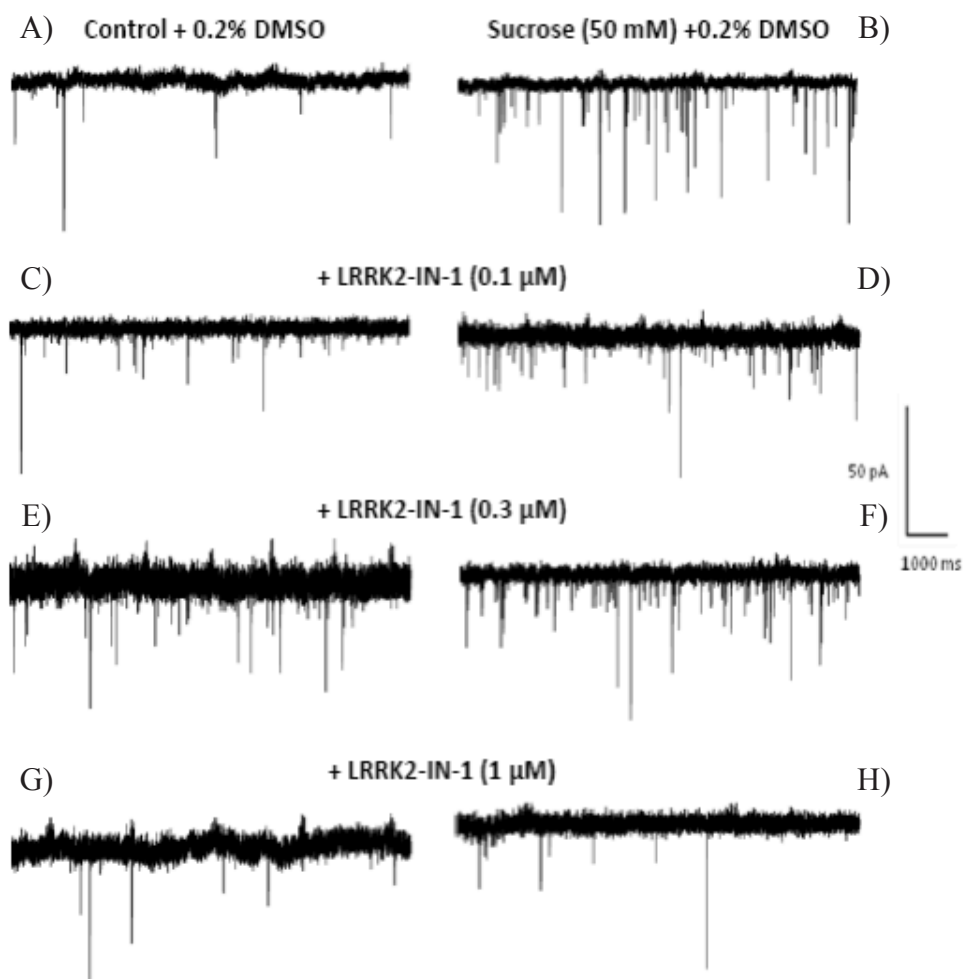 A) Control + 0.2% DMSO
Sucrose (50 mM) +0.2% DMSO B)
C) + LRRK2-IN-1 (0.1 μM) D)
50 pA
1000 ms
E) + LRRK2-IN-1 (0.3 μM) F)
G) + LRRK2-IN-1 (1 μM) H)